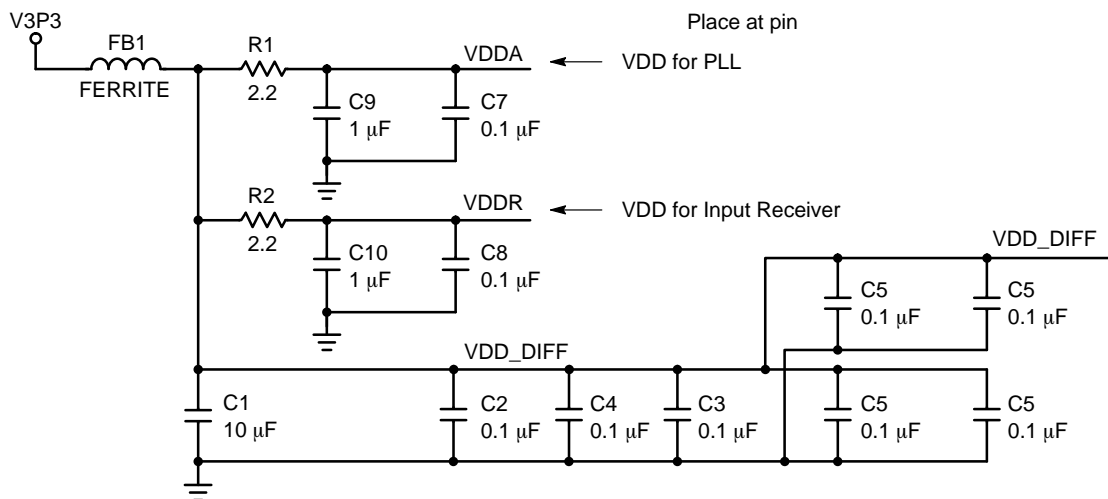 V3P3
Place at pin
FB1
R1
VDDA
VDD for PLL
FERRITE
2.2
C9
1 μF
C7
0.1 μF
R2
VDDR
VDD for Input Receiver
2.2
C10
1 μF
C8
0.1 μF
VDD_DIFF
C5
0.1 μF
C5
0.1 μF
VDD_DIFF
C1
10 μF
C2
0.1 μF
C4
0.1 μF
C3
0.1 μF
C5
0.1 μF
C5
0.1 μF